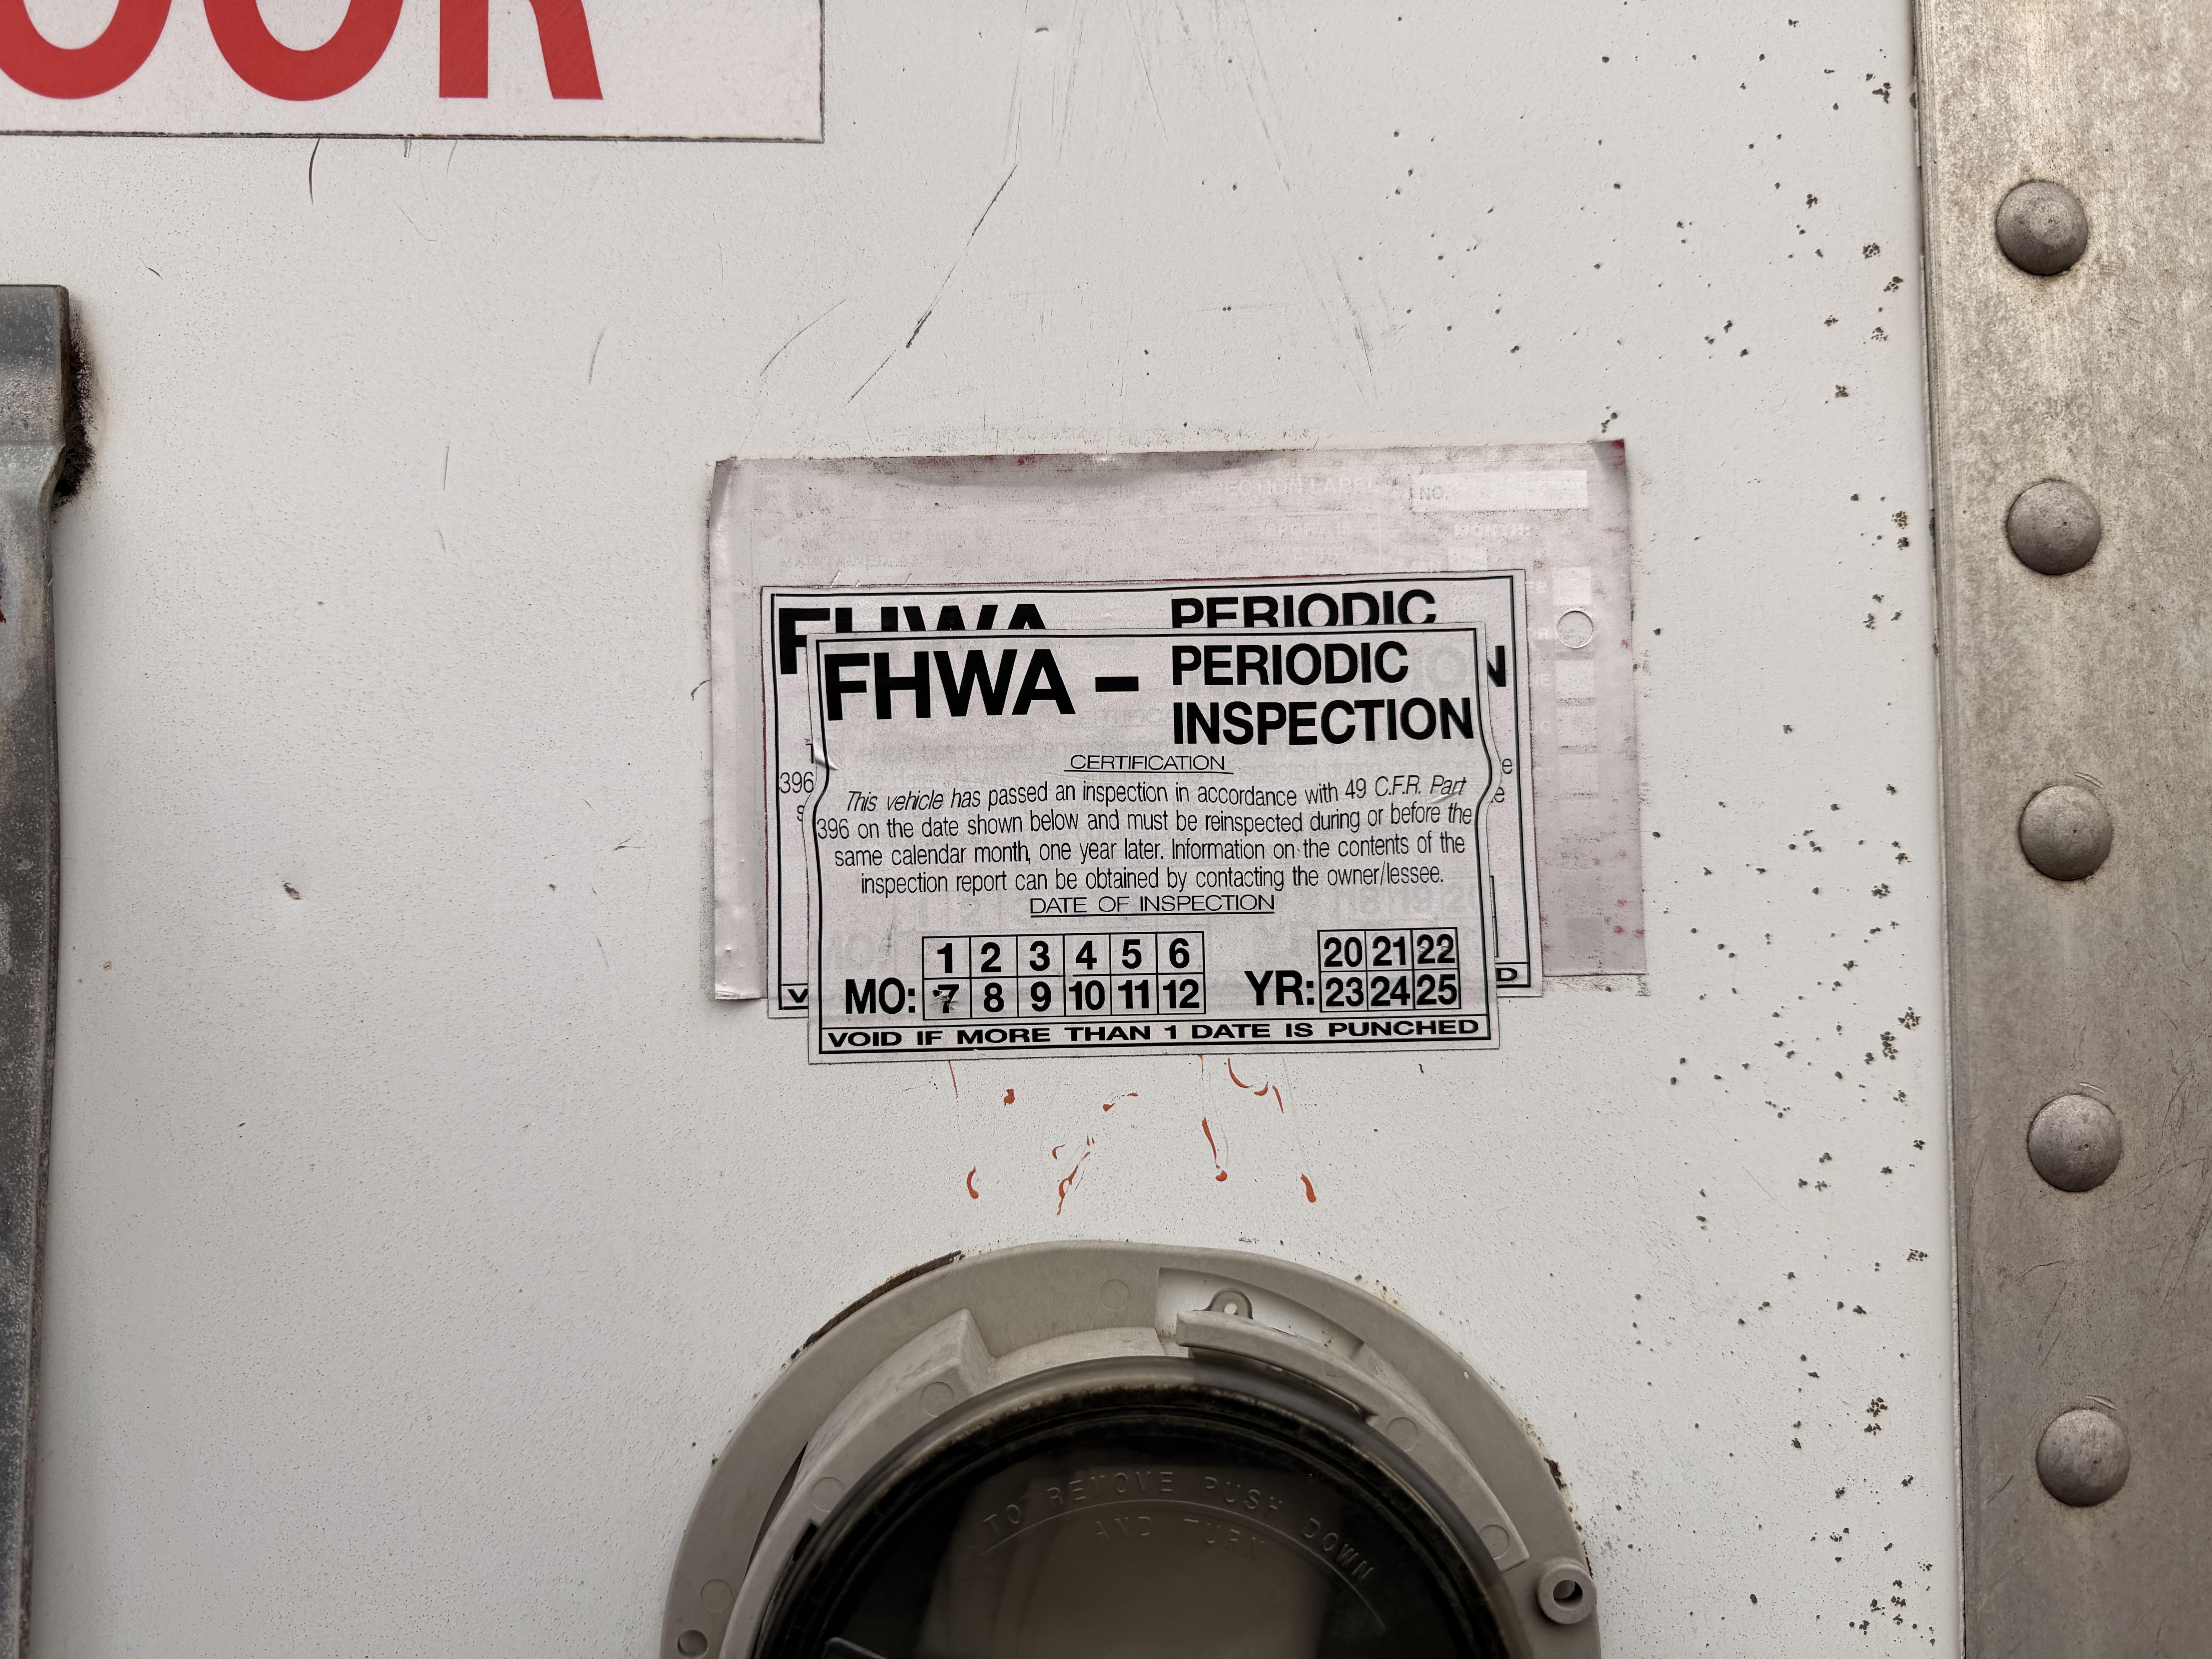 OOR
NO.
FHWA PERIODIC
FHWA – PERIODIC
INSPECTION
CERTIFICATION
396
This vehicle has passed an inspection in accordance with 49 C.F.R. Part
396 on the date shown below and must be reinspected during or before the
same calendar month, one year later. Information on the contents of the
inspection report can be obtained by contacting the owner/lessee.
DATE OF INSPECTION
1 2 3 4 5 6 20 21 22
MO: 7 8 9 10 11 12 YR: 23 24 25
VOID IF MORE THAN 1 DATE IS PUNCHED
TO REMOVE PUSH DOWN
AND TURN